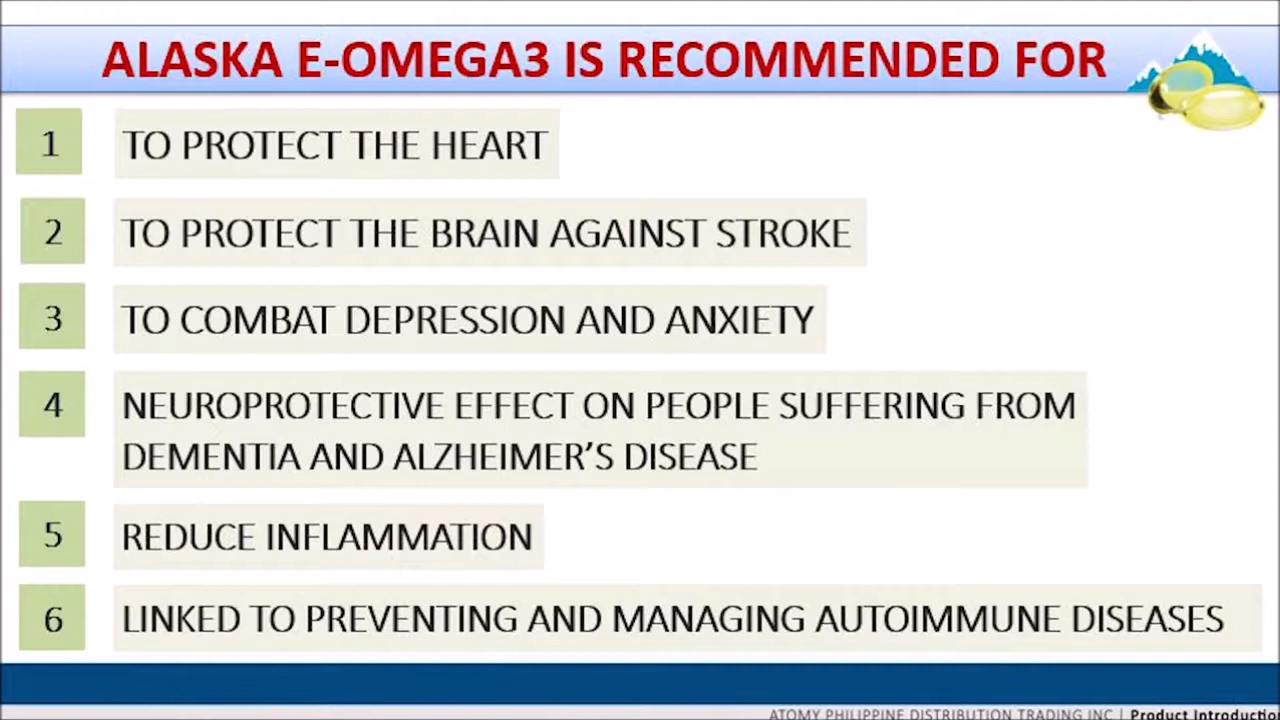 ALASKA E-OMEGA3 IS RECOMMENDED FOR
1 TO PROTECT THE HEART
2 TO PROTECT THE BRAIN AGAINST STROKE
3 TO COMBAT DEPRESSION AND ANXIETY
4 NEUROPROTECTIVE EFFECT ON PEOPLE SUFFERING FROM
DEMENTIA AND ALZHEIMER'S DISEASE
5 REDUCE INFLAMMATION
6 LINKED TO PREVENTING AND MANAGING AUTOIMMUNE DISEASES
ATOMY PHILIPPINE DISTRIBUTION TRADING INC | Product Introductio